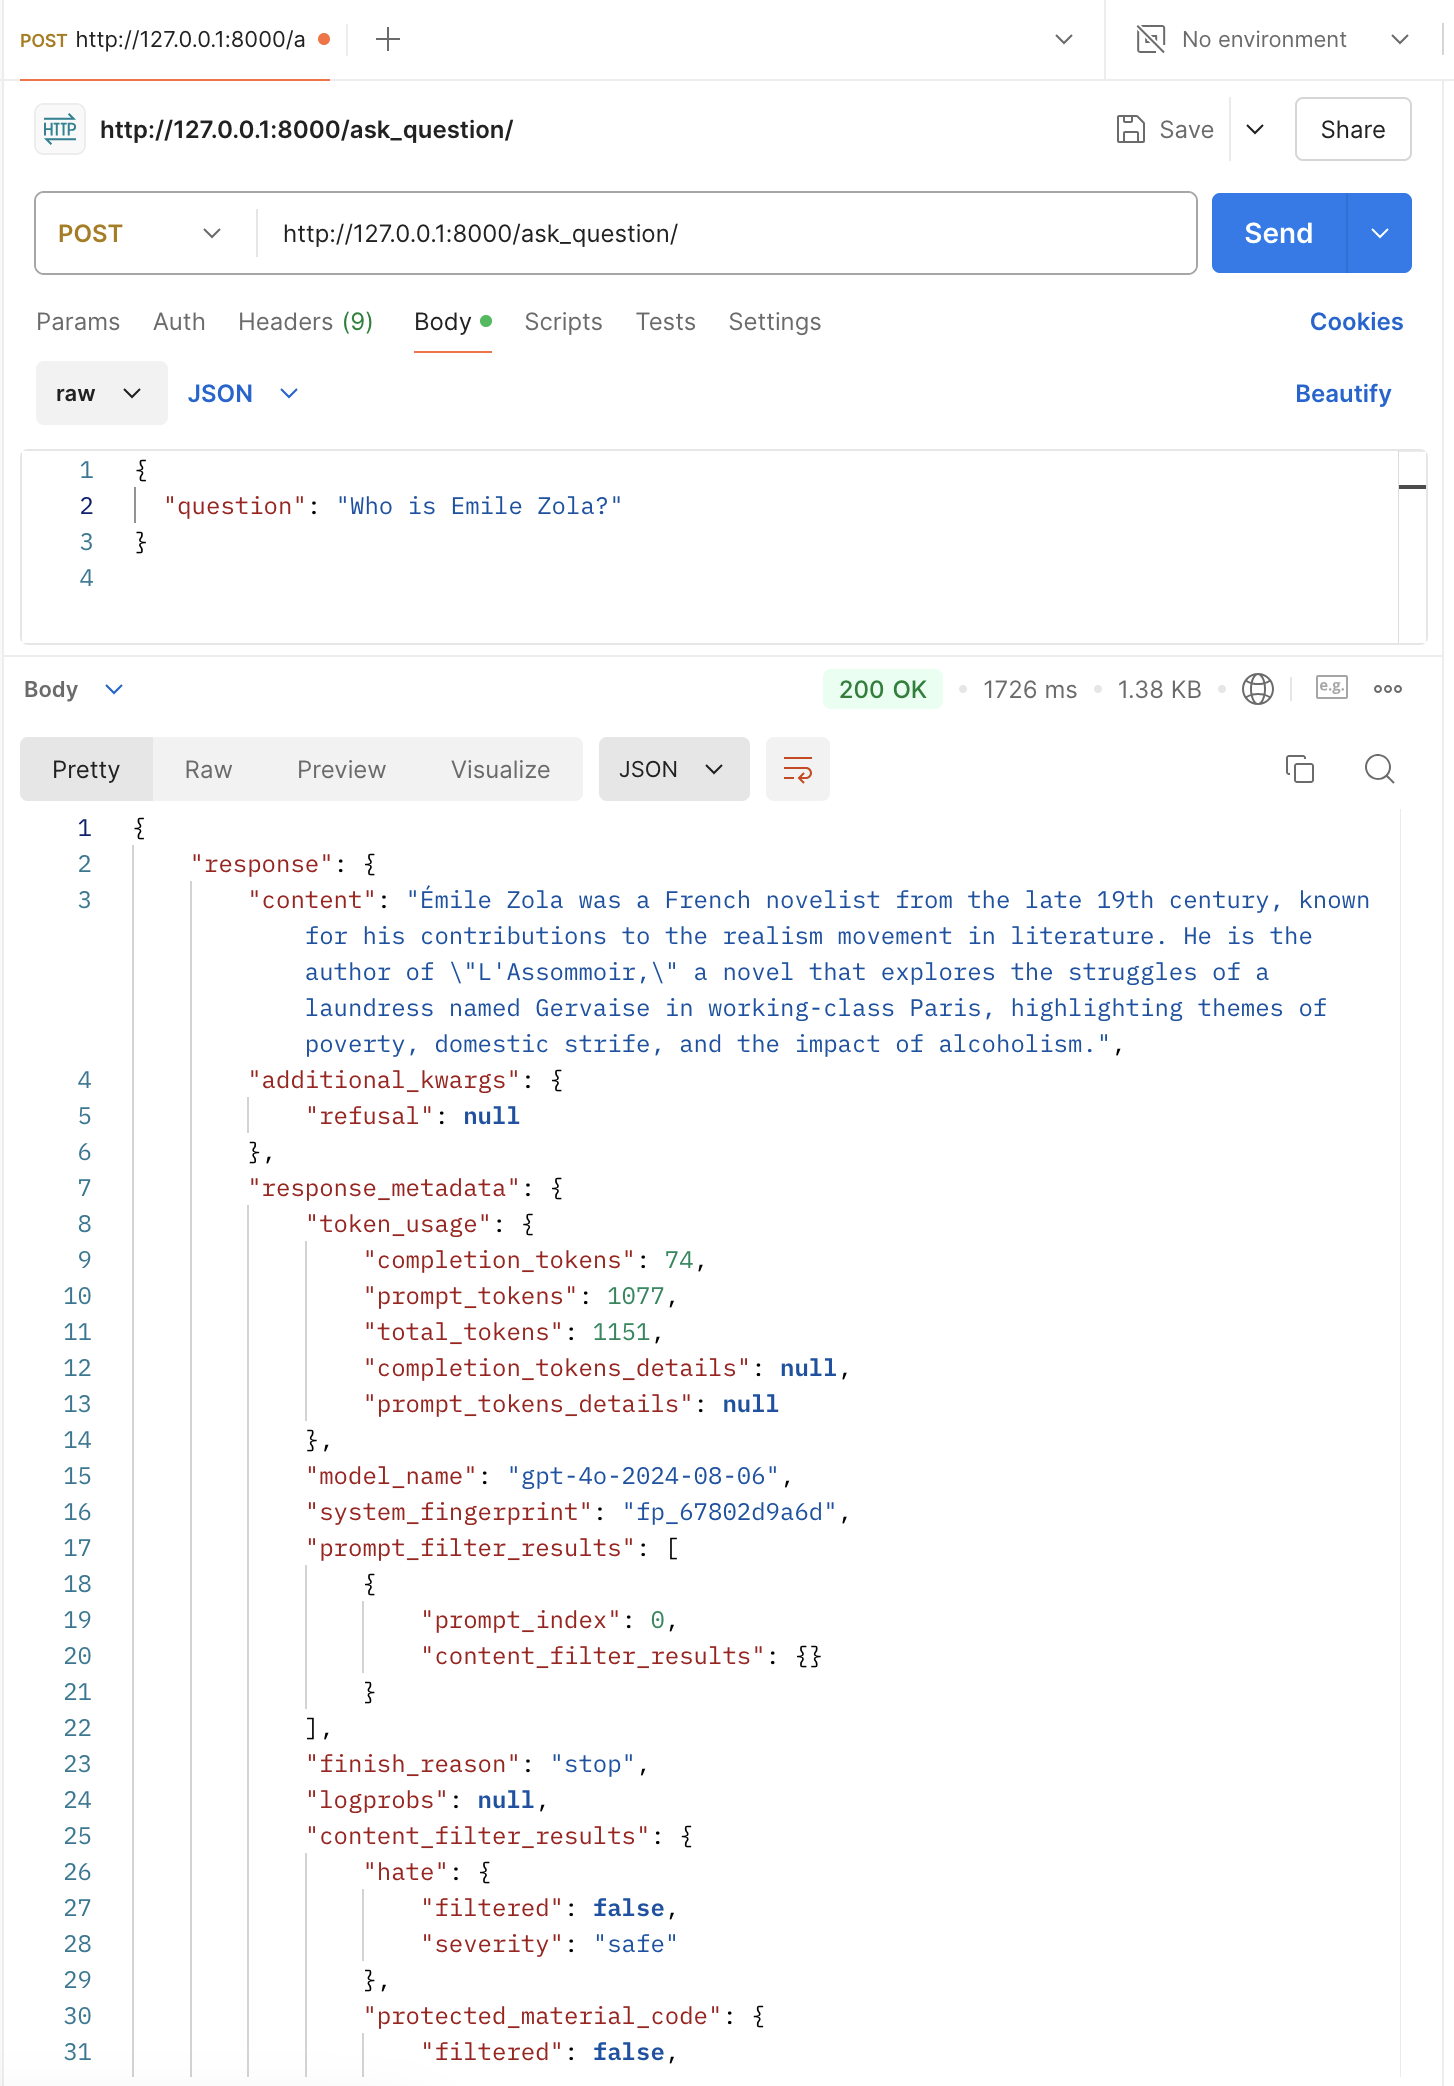 POST http://127.0.0.1:8000/a
No environment
HTTP http://127.0.0.1:8000/ask_question/
Save
Share
POST http://127.0.0.1:8000/ask_question/
Send
Params Auth Headers (9) Body Scripts Tests Settings Cookies
raw JSON Beautify
1 {
2 "question": "Who is Emile Zola?"
3 }
4
Body 200 OK 1726 ms 1.38 KB e.g.
Pretty Raw Preview Visualize JSON
1 {
2 "response": {
3 "content": "Émile Zola was a French novelist from the late 19th century, known
for his contributions to the realism movement in literature. He is the
author of \"L'Assommoir,\" a novel that explores the struggles of a
laundress named Gervaise in working-class Paris, highlighting themes of
poverty, domestic strife, and the impact of alcoholism.",
4 "additional_kwargs": {
5 "refusal": null
6 },
7 "response_metadata": {
8 "token_usage": {
9 "completion_tokens": 74,
10 "prompt_tokens": 1077,
11 "total_tokens": 1151,
12 "completion_tokens_details": null,
13 "prompt_tokens_details": null
14 },
15 "model_name": "gpt-4o-2024-08-06",
16 "system_fingerprint": "fp_67802d9a6d",
17 "prompt_filter_results": [
18 {
19 "prompt_index": 0,
20 "content_filter_results": {}
21 }
22 ],
23 "finish_reason": "stop",
24 "logprobs": null,
25 "content_filter_results": {
26 "hate": {
27 "filtered": false,
28 "severity": "safe"
29 },
30 "protected_material_code": {
31 "filtered": false,